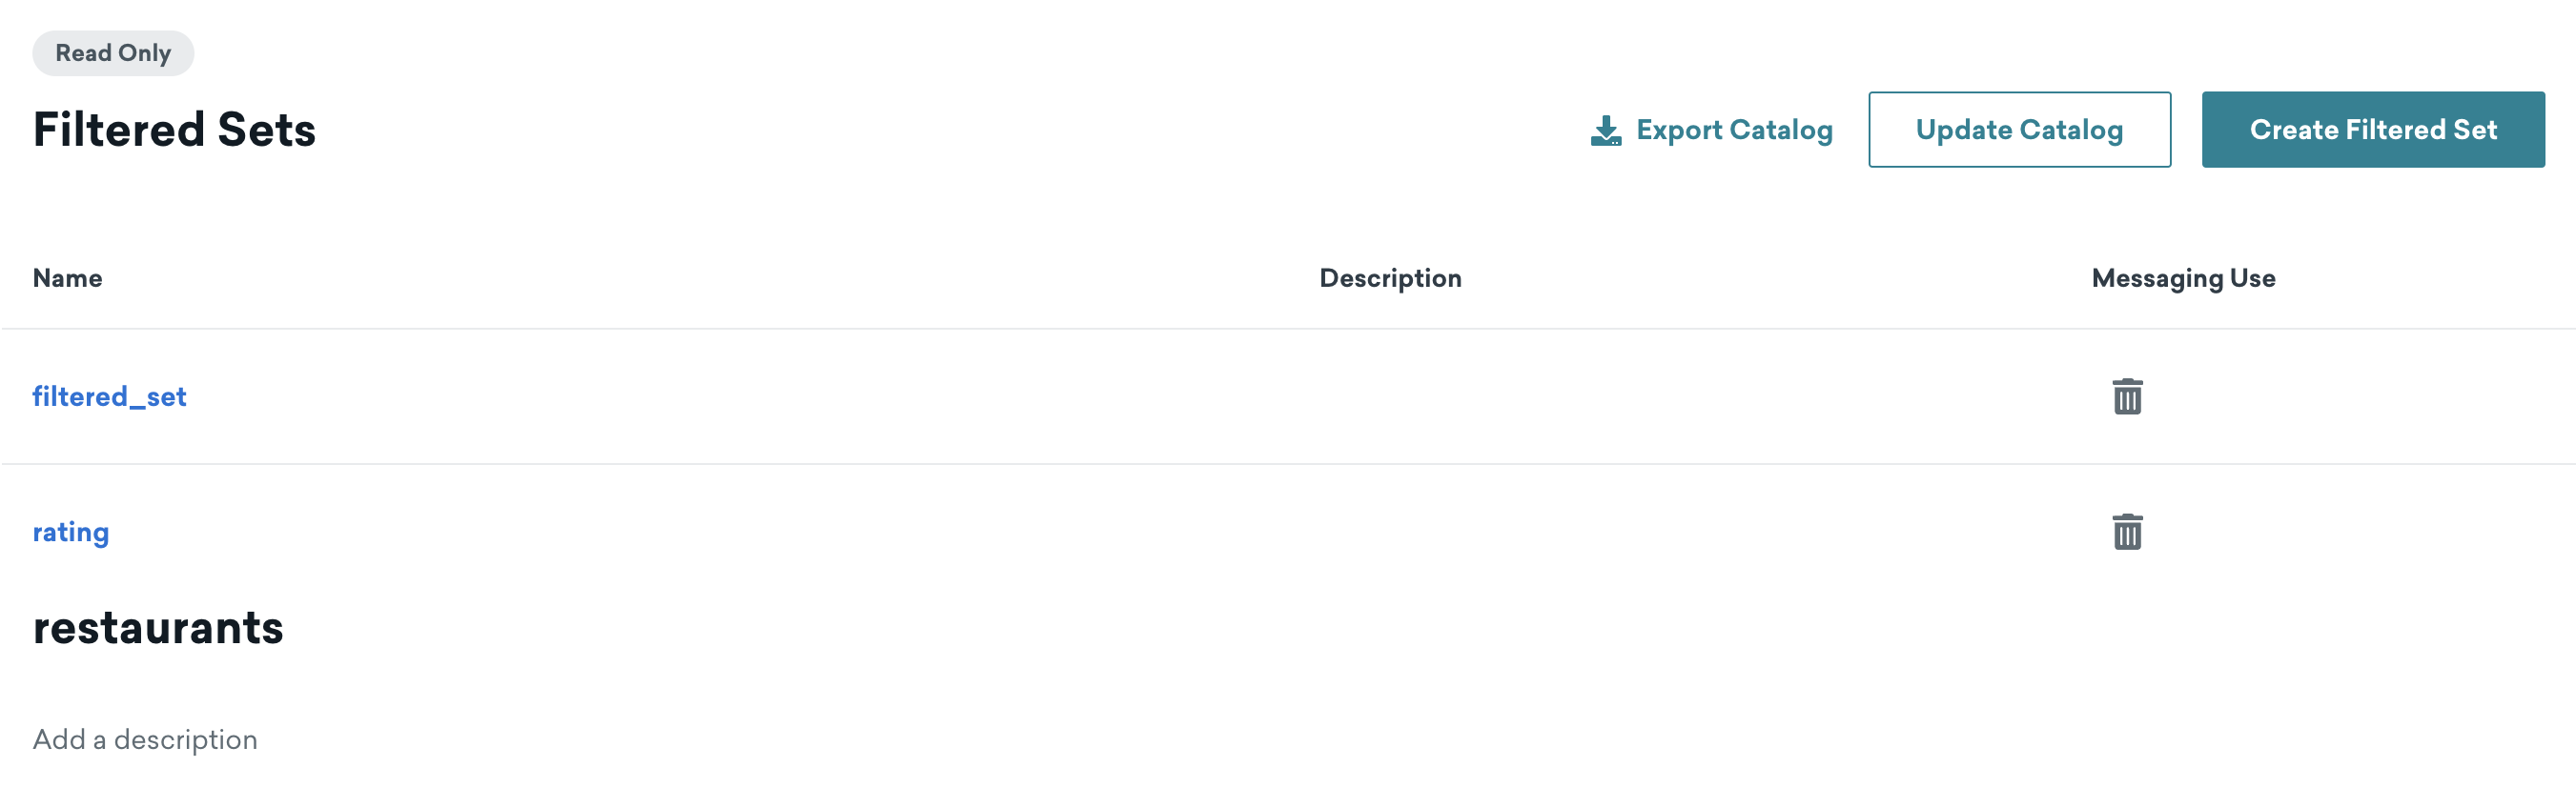 Read Only
Filtered Sets
Export Catalog
Update Catalog
Create Filtered Set
Name Description Messaging Use
filtered_set
rating
restaurants
Add a description